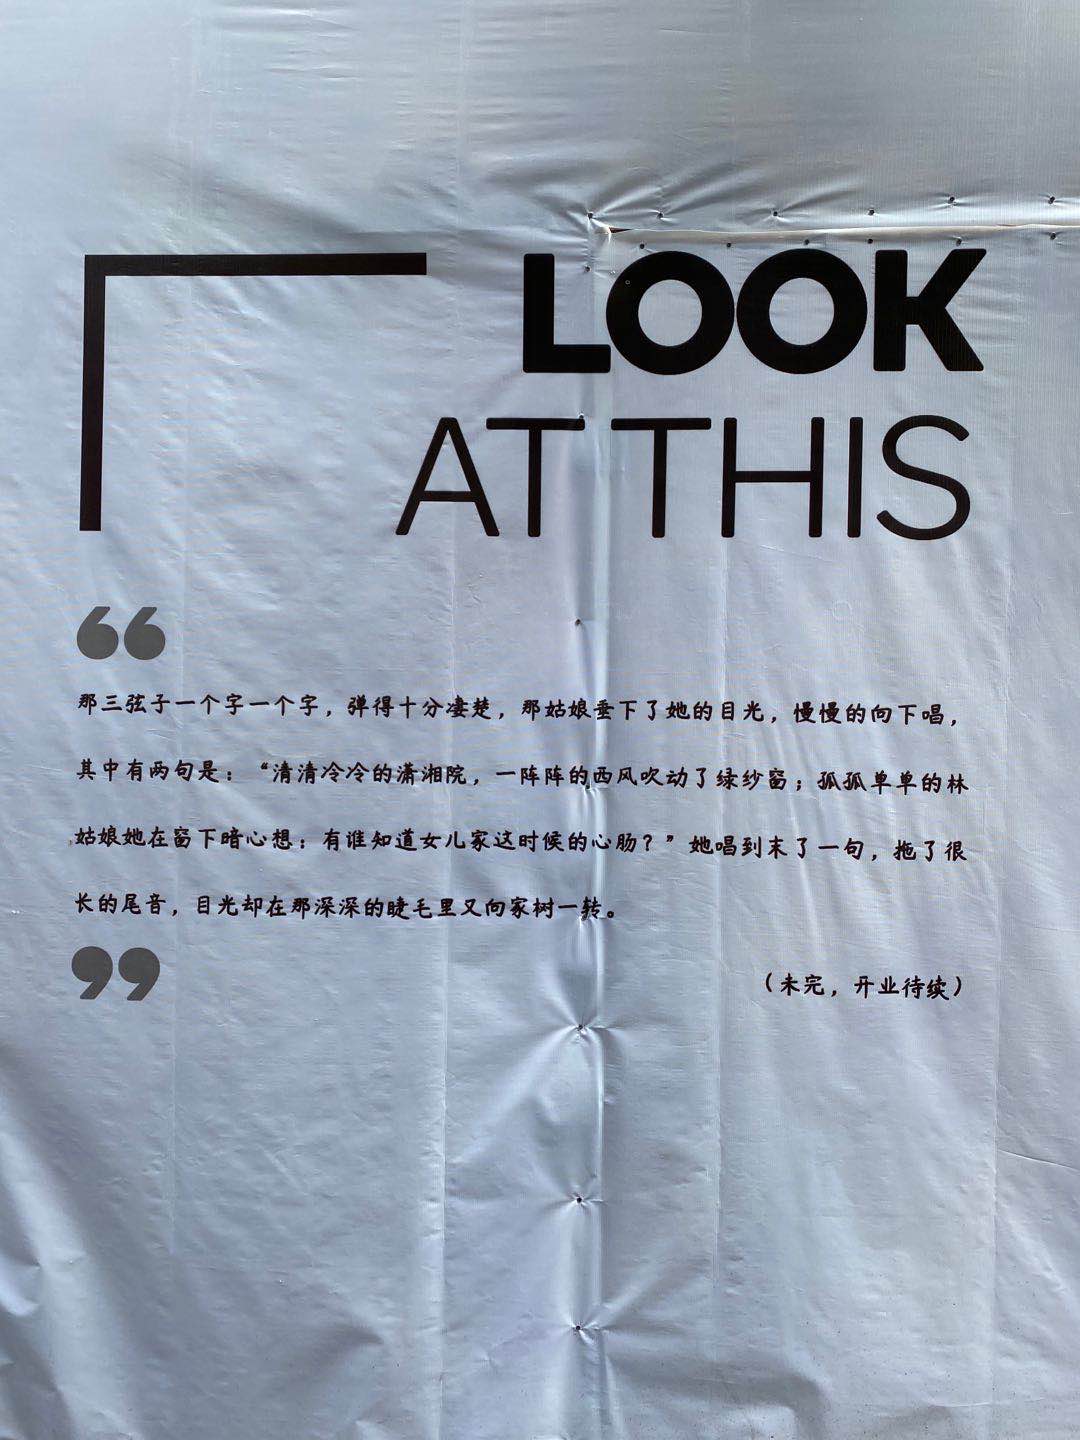 LOOK
AT THIS
“
那三弦子一个字一个字，弹得十分凄楚，那姑娘垂下了她的目光，慢慢的向下唱，
其中有两句是：“清清冷冷的潇湘院，一阵阵的西风吹动了绿纱窗；孤孤单单的林
姑娘她在窗下暗心想：有谁知道女儿家这时候的心肠？”她唱到末了一句，拖了很
长的尾音，目光却在那深深的睫毛里又向家树一转。
”
（未完，开业待续）